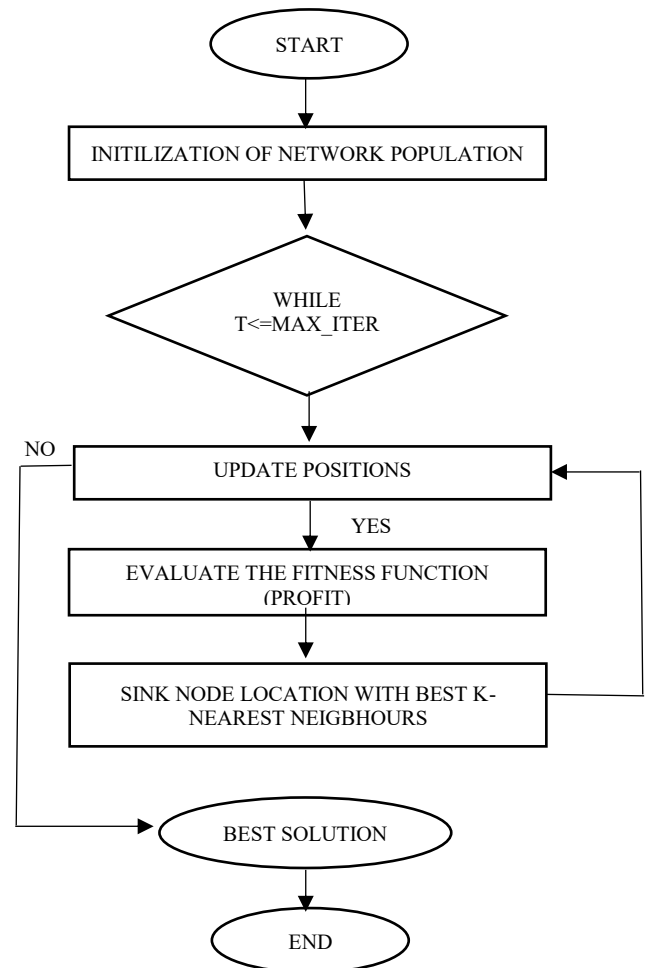 START
INITILIZATION OF NETWORK POPULATION
WHILE
T<=MAX_ITER
NO
UPDATE POSITIONS
YES
EVALUATE THE FITNESS FUNCTION
(PROFIT)
SINK NODE LOCATION WITH BEST K-
NEAREST NEIGBHOURS
BEST SOLUTION
END